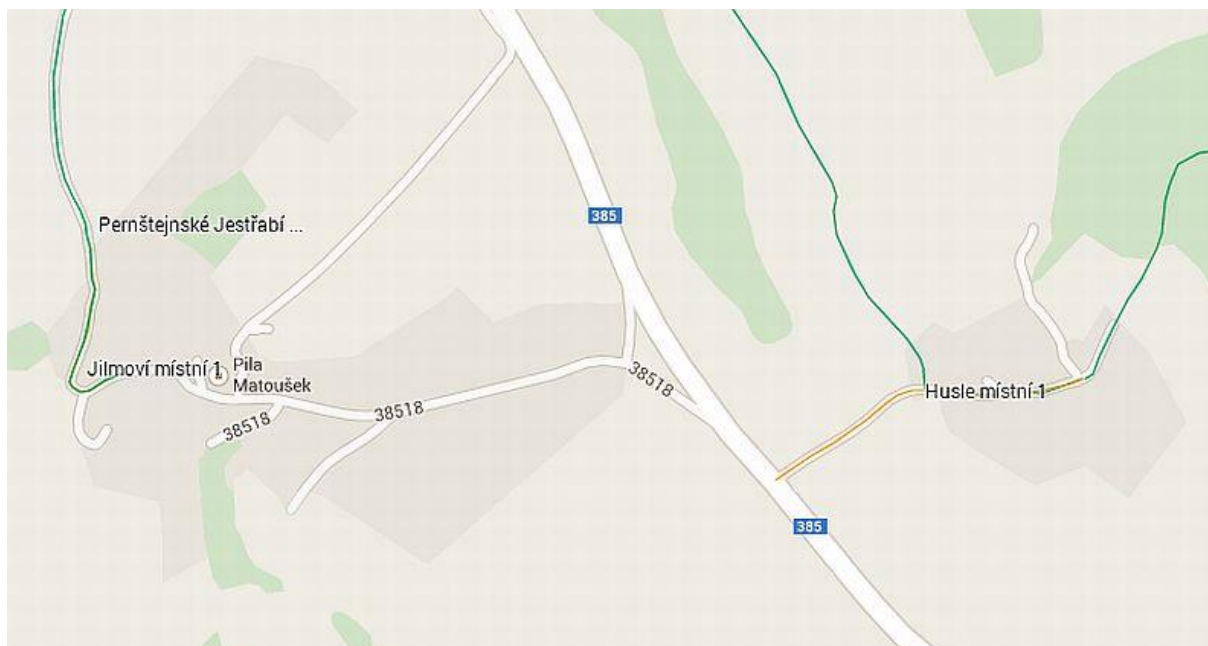 385
Pernštejnské Jestřabí ...
Jilmoví místní 1
Pila
Matoušek
38518
38518
38518
Husle místní 1
385